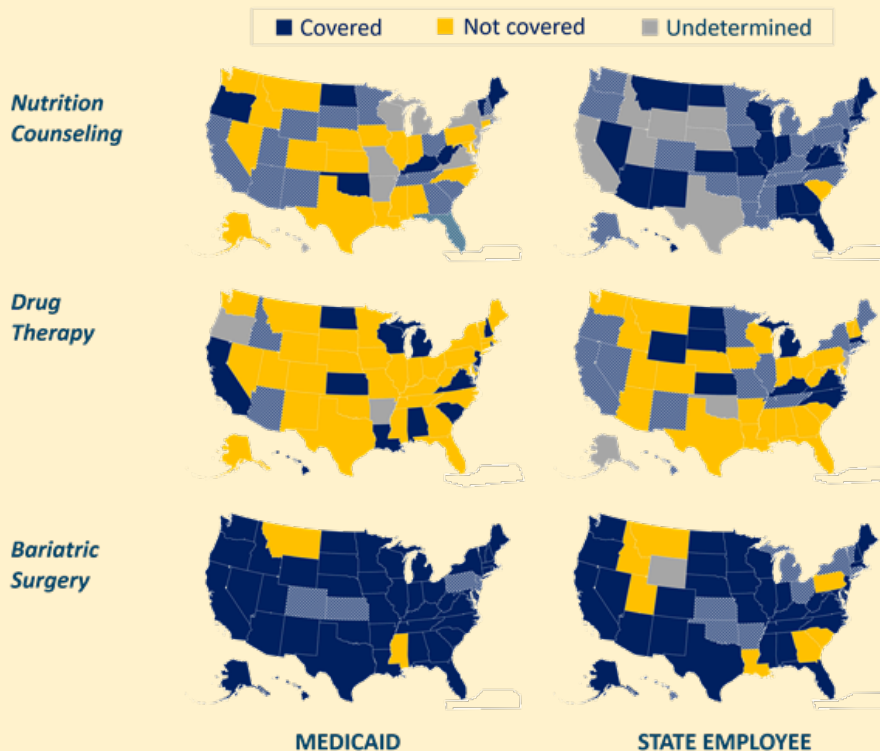 Covered Not covered Undetermined
Nutrition
Counseling
Drug
Therapy
Bariatric
Surgery
MEDICAID STATE EMPLOYEE